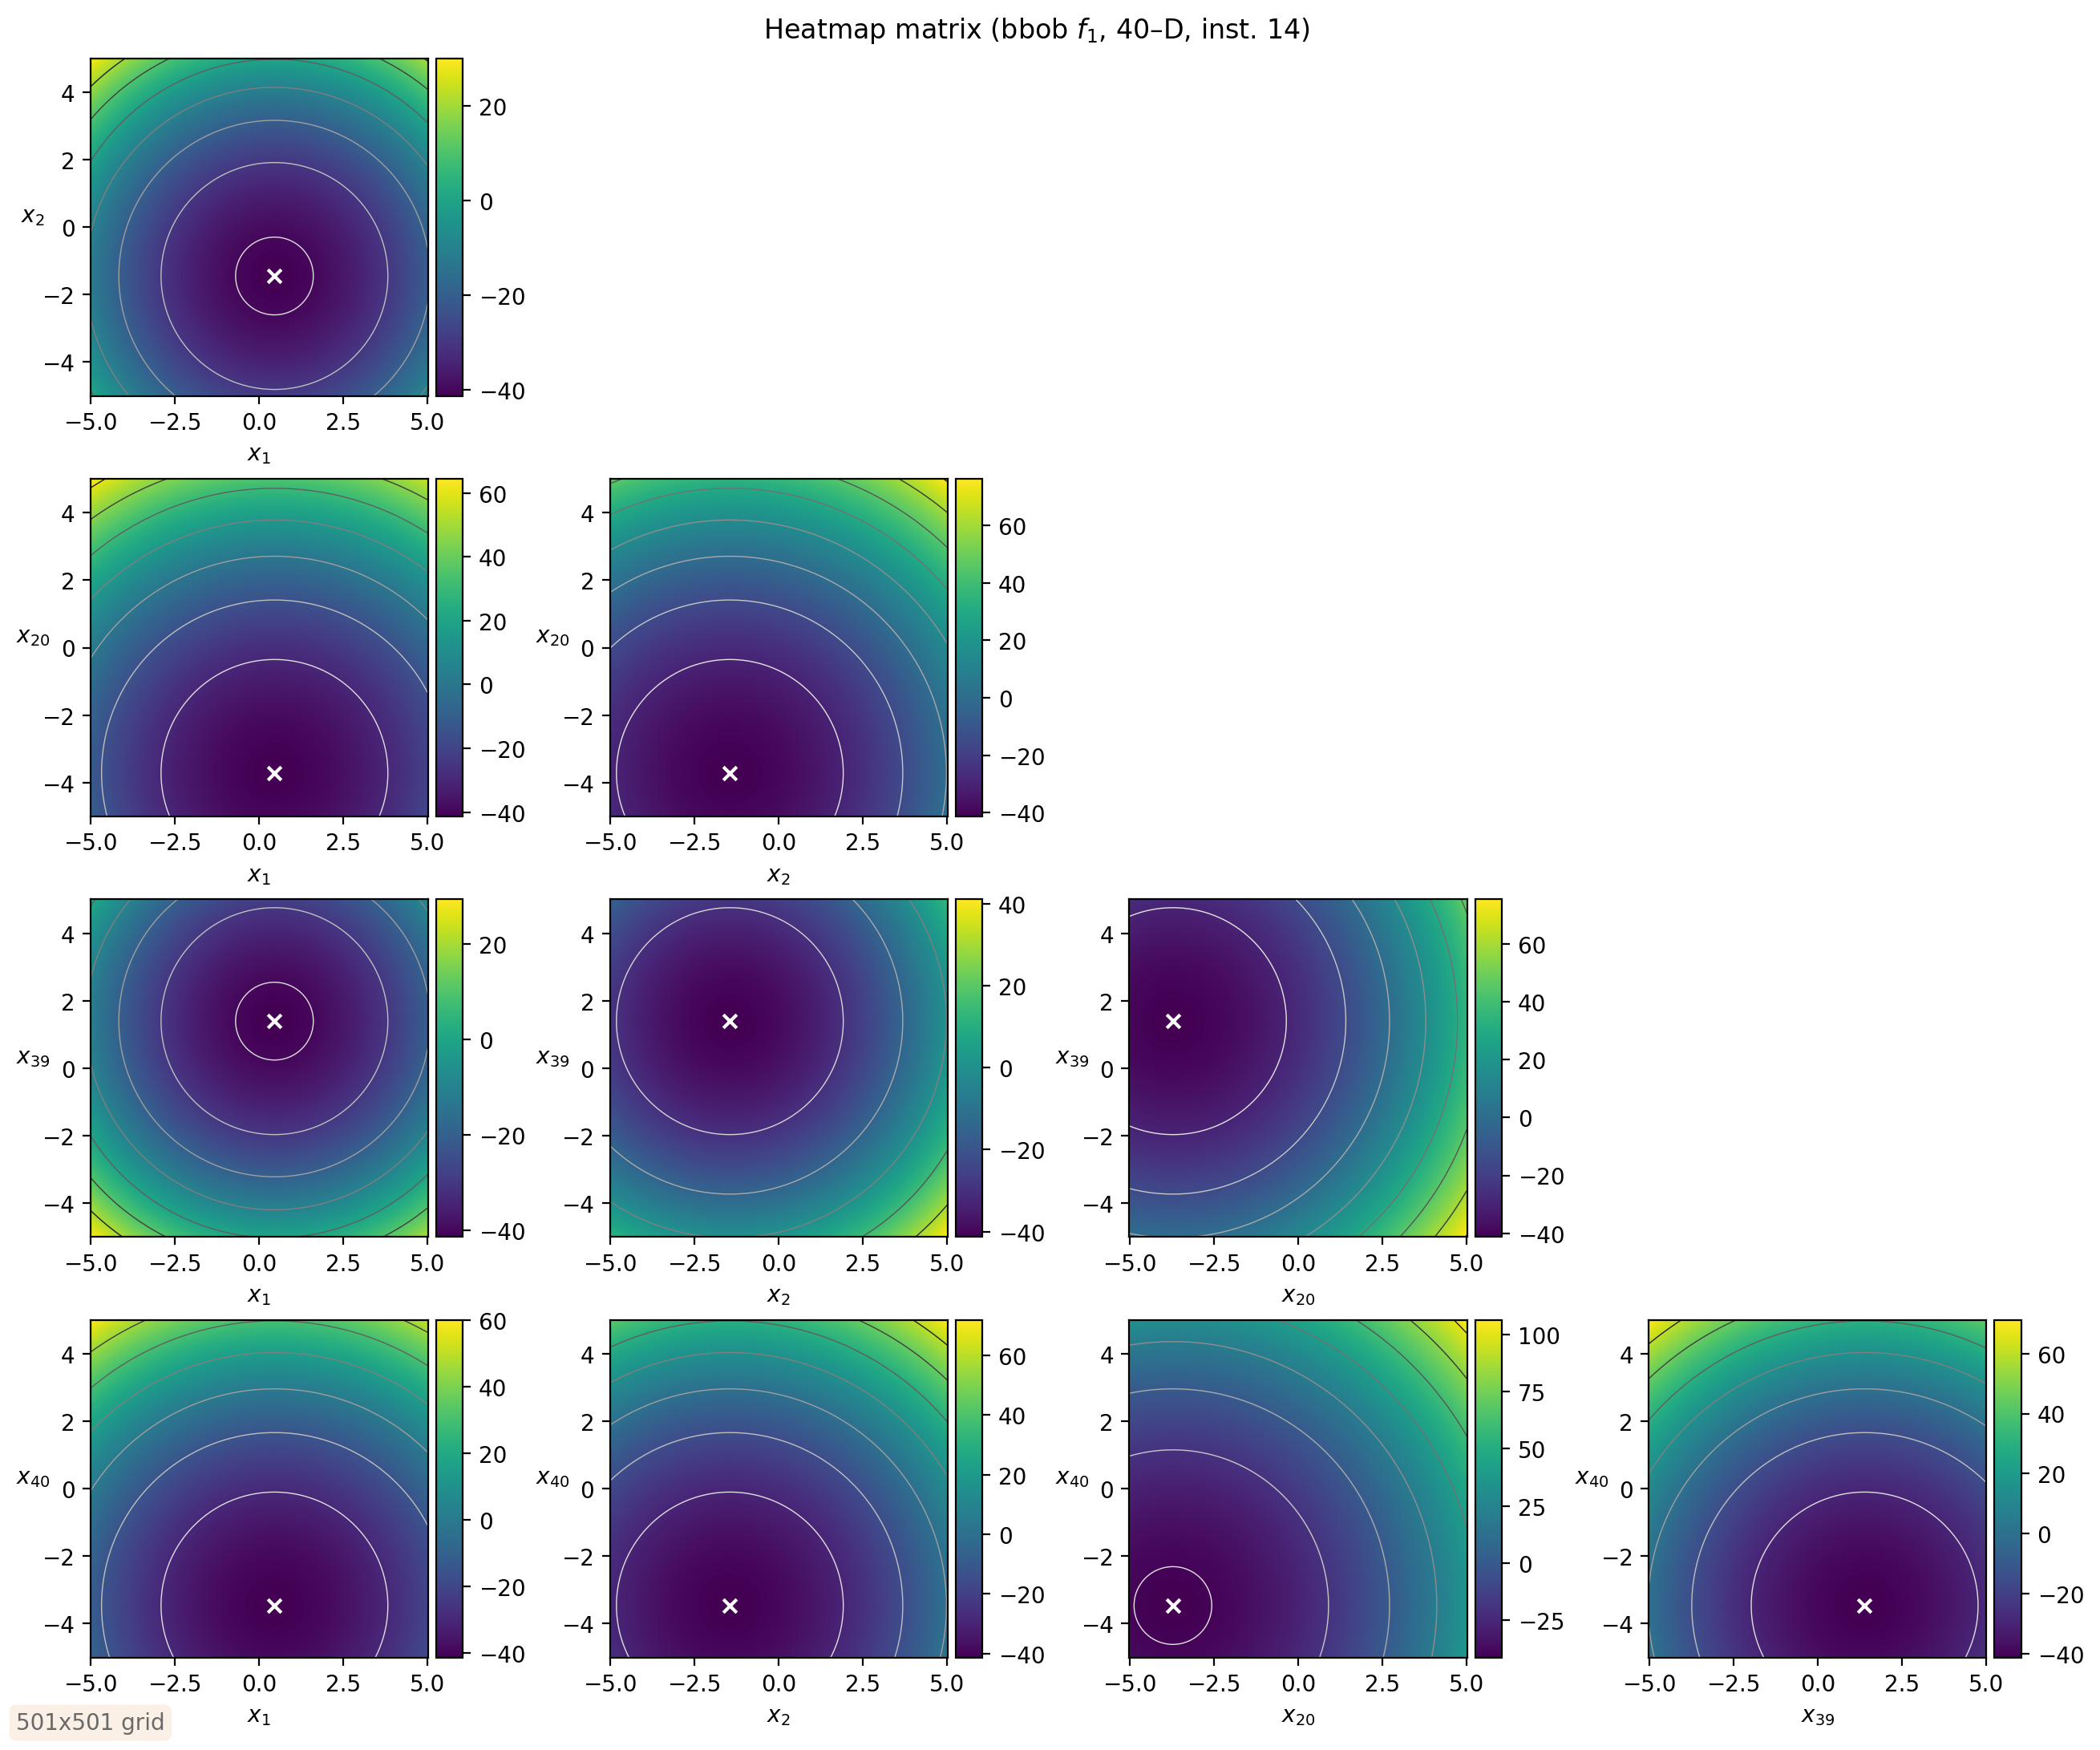 Heatmap matrix (bbob f₁, 40–D, inst. 14)
4 2 0 −2 −4
x₂
−5.0 −2.5 0.0 2.5 5.0
x₁
20 0 −20 −40
4 2 0 −2 −4
x₂₀
−5.0 −2.5 0.0 2.5 5.0
x₁
60 40 20 0 −20 −40
4 2 0 −2 −4
x₂₀
−5.0 −2.5 0.0 2.5 5.0
x₂
60 40 20 0 −20 −40
4 2 0 −2 −4
x₃₉
−5.0 −2.5 0.0 2.5 5.0
x₁
20 0 −20 −40
4 2 0 −2 −4
x₃₉
−5.0 −2.5 0.0 2.5 5.0
x₂
40 20 0 −20 −40
4 2 0 −2 −4
x₃₉
−5.0 −2.5 0.0 2.5 5.0
x₂₀
60 40 20 0 −20 −40
4 2 0 −2 −4
x₄₀
−5.0 −2.5 0.0 2.5 5.0
x₁
60 40 20 0 −20 −40
4 2 0 −2 −4
x₄₀
−5.0 −2.5 0.0 2.5 5.0
x₂
60 40 20 0 −20 −40
4 2 0 −2 −4
x₄₀
−5.0 −2.5 0.0 2.5 5.0
x₂₀
100 75 50 25 0 −25
4 2 0 −2 −4
x₄₀
−5.0 −2.5 0.0 2.5 5.0
x₃₉
60 40 20 0 −20 −40
501x501 grid